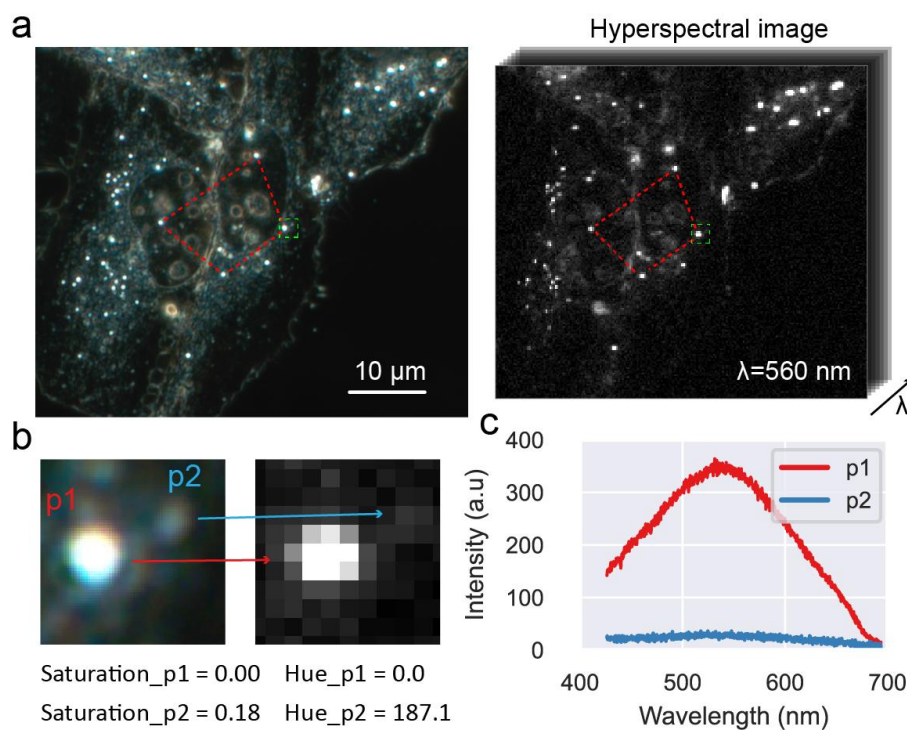 a
Hyperspectral image
10 µm
λ=560 nm
λ
b
p1
p2
Saturation_p1 = 0.00 Hue_p1 = 0.0
Saturation_p2 = 0.18 Hue_p2 = 187.1
c
400
300
200
100
0
Intensity (a.u)
p1
p2
400 500 600 700
Wavelength (nm)